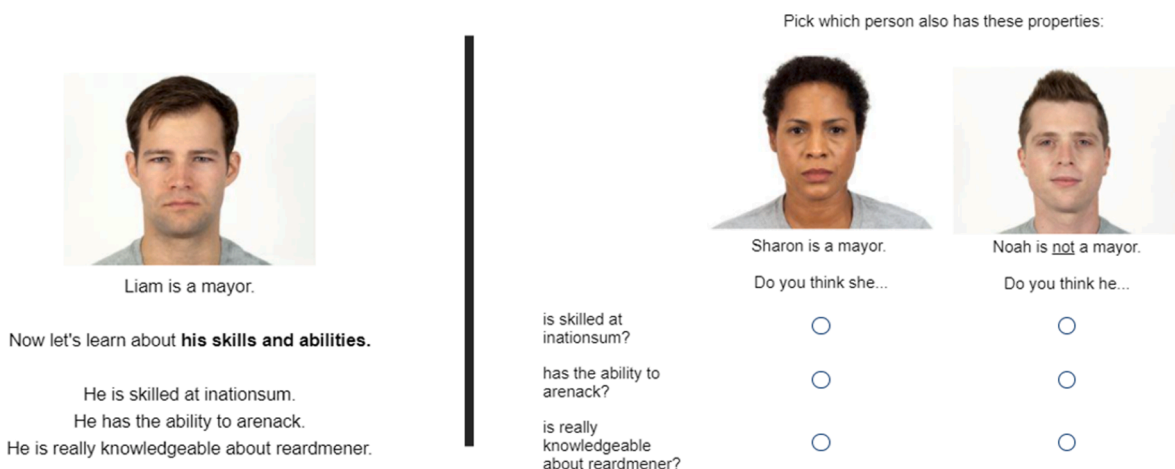 Liam is a mayor.
Now let's learn about his skills and abilities.
He is skilled at inationsum.
He has the ability to arenack.
He is really knowledgeable about reardmener.
Pick which person also has these properties:
Sharon is a mayor.
Do you think she...
Noah is not a mayor.
Do you think he...
is skilled at
inationsum?
has the ability to
arenack?
is really
knowledgeable
about reardmener?